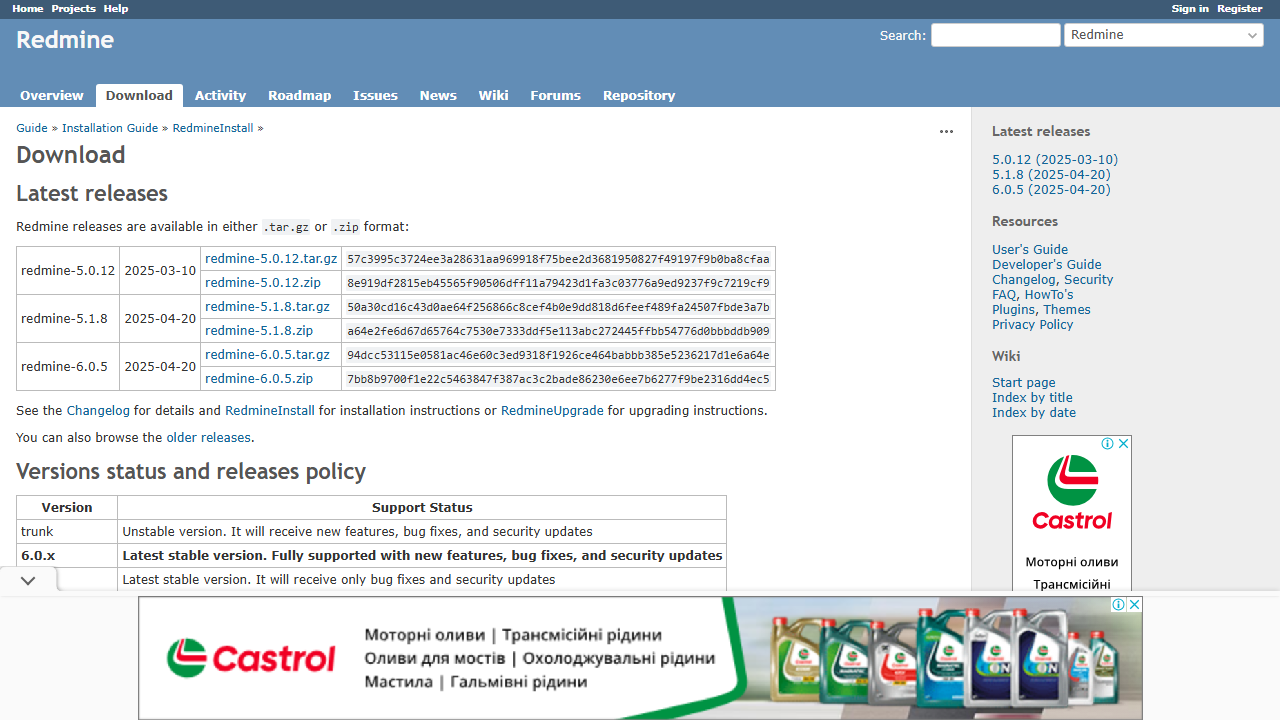 Home Projects Help Sign in Register
Redmine
Search: Redmine
Overview Download Activity Roadmap Issues News Wiki Forums Repository
Guide » Installation Guide » RedmineInstall »
Download
Latest releases
Redmine releases are available in either .tar.gz or .zip format:
redmine-5.0.12 2025-03-10 redmine-5.0.12.tar.gz 57c3995c3724ee3a28631aa969918f75bee2d3681950827f49197f9b0ba8cfaa
redmine-5.0.12.zip 8e919df2815eb45565f90506dff11a79423d1fa3c03776a9ed9237f9c7219cf9
redmine-5.1.8 2025-04-20 redmine-5.1.8.tar.gz 50a30cd16c43d0ae64f256866c8cef4b0e9dd818d6feef489fa24507fbde3a7b
redmine-5.1.8.zip a64e2fe6d67d65764c7530e7333ddf5e113abc272445ffbb54776d0bbbddb909
redmine-6.0.5 2025-04-20 redmine-6.0.5.tar.gz 94dcc53115e0581ac46e60c3ed9318f1926ce464babbb385e5236217d1e6a64e
redmine-6.0.5.zip 7bb8b9700f1e22c5463847f387ac3c2bade86230e6ee7b6277f9be2316dd4ec5
See the Changelog for details and RedmineInstall for installation instructions or RedmineUpgrade for upgrading instructions.
You can also browse the older releases.
Versions status and releases policy
Version Support Status
trunk Unstable version. It will receive new features, bug fixes, and security updates
6.0.x Latest stable version. Fully supported with new features, bug fixes, and security updates
Latest stable version. It will receive only bug fixes and security updates
Latest releases
5.0.12 (2025-03-10)
5.1.8 (2025-04-20)
6.0.5 (2025-04-20)
Resources
User's Guide
Developer's Guide
Changelog, Security
FAQ, HowTo's
Plugins, Themes
Privacy Policy
Wiki
Start page
Index by title
Index by date
Castrol
Моторні оливи
Трансмісійні
Castrol
Моторні оливи | Трансмісійні рідини
Оливи для мостів | Охолоджувальні рідини
Мастила | Гальмівні рідини